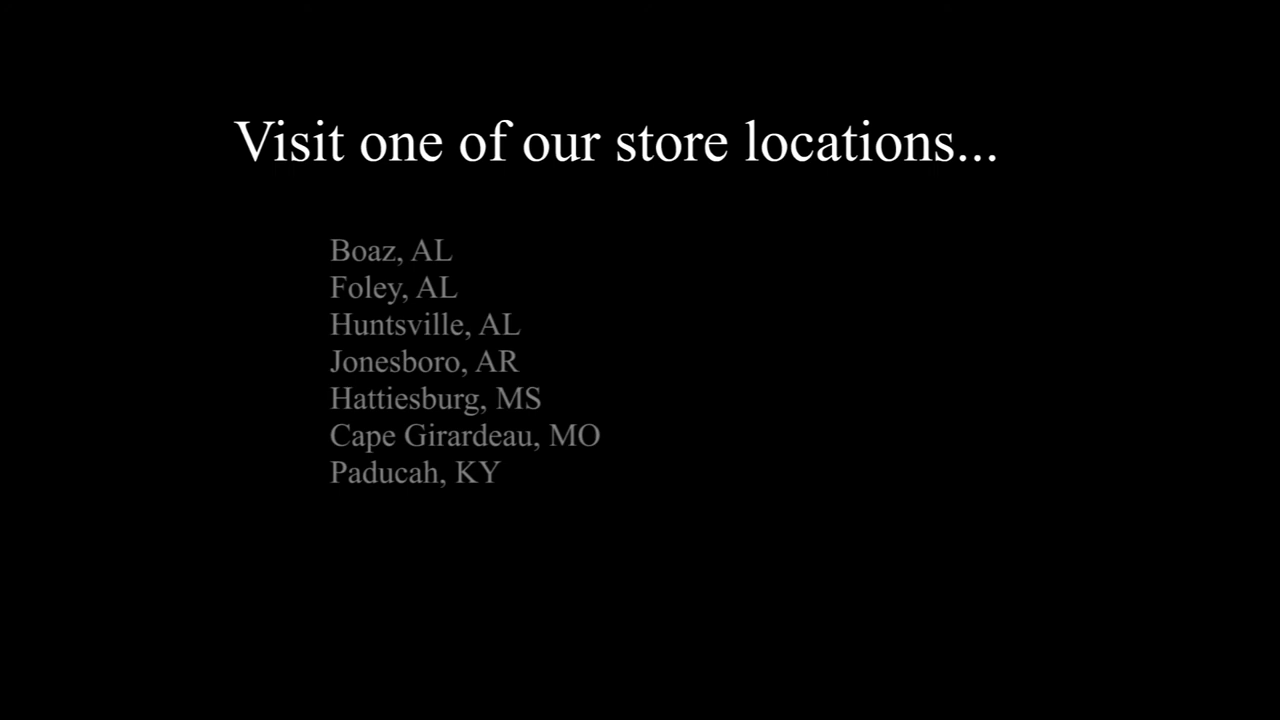 Visit one of our store locations...
Boaz, AL
Foley, AL
Huntsville, AL
Jonesboro, AR
Hattiesburg, MS
Cape Girardeau, MO
Paducah, KY